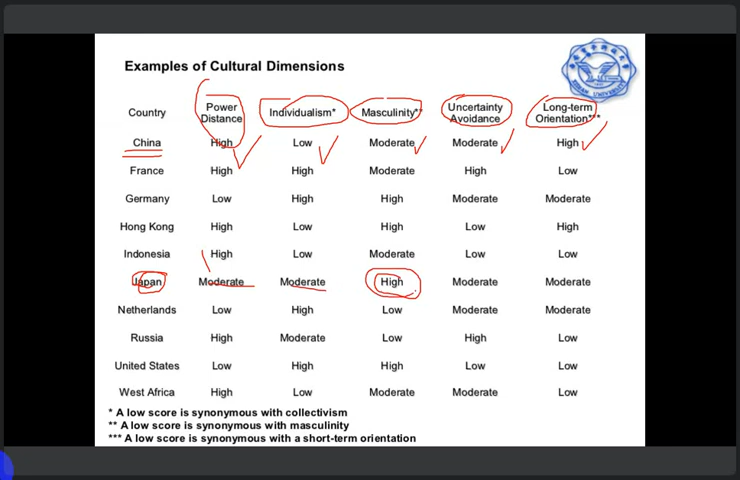 Examples of Cultural Dimensions
Country Power Distance Individualism* Masculinity** Uncertainty Avoidance Long-term Orientation***
China High Low Moderate Moderate High
France High High Moderate High Low
Germany Low High High Moderate Moderate
Hong Kong High Low High Low High
Indonesia High Low Moderate Low Low
Japan Moderate Moderate High Moderate Moderate
Netherlands Low High Low Moderate Moderate
Russia High Moderate Low High Low
United States Low High High Low Low
West Africa High Low Moderate Moderate Low
* A low score is synonymous with collectivism
** A low score is synonymous with masculinity
*** A low score is synonymous with a short-term orientation